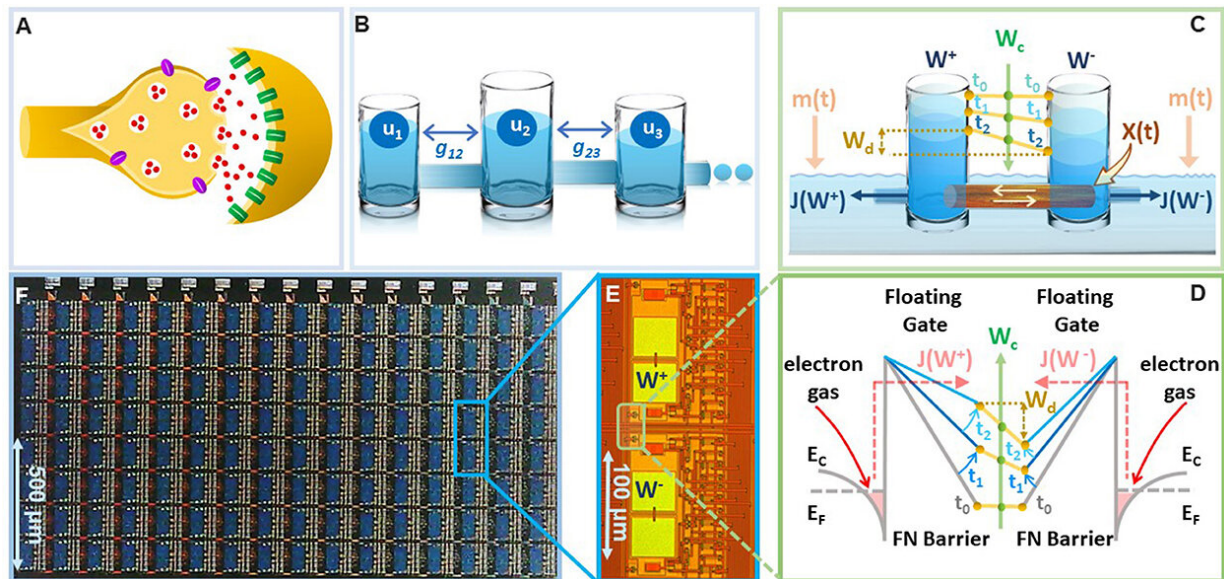 A
B
u1
u2
u3
g12
g23
C
Wc
W+
W-
t0
t0
t1
t1
t2
t2
m(t)
m(t)
Wd
X(t)
J(W+)
J(W-)
F
500 μm
E
W+
W-
100 μm
D
Floating
Gate
Floating
Gate
Wc
electron
gas
J(W+)
J(W-)
electron
gas
Wd
t2
t2
t1
t1
t0
t0
EC
EF
EC
EF
FN Barrier
FN Barrier